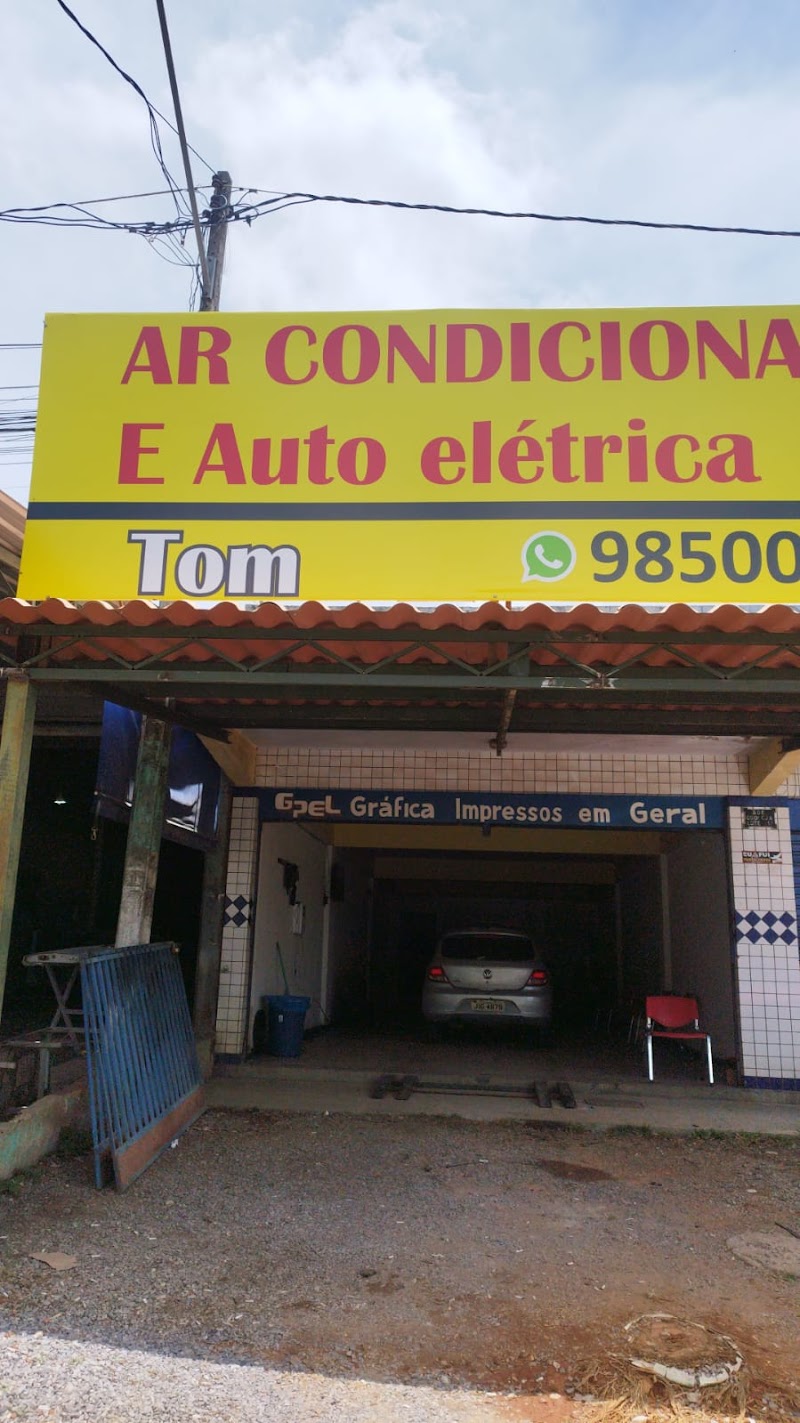 AR CONDICIONA
E Auto elétrica
Tom 98500
GPEL Gráfica Impressos em Geral